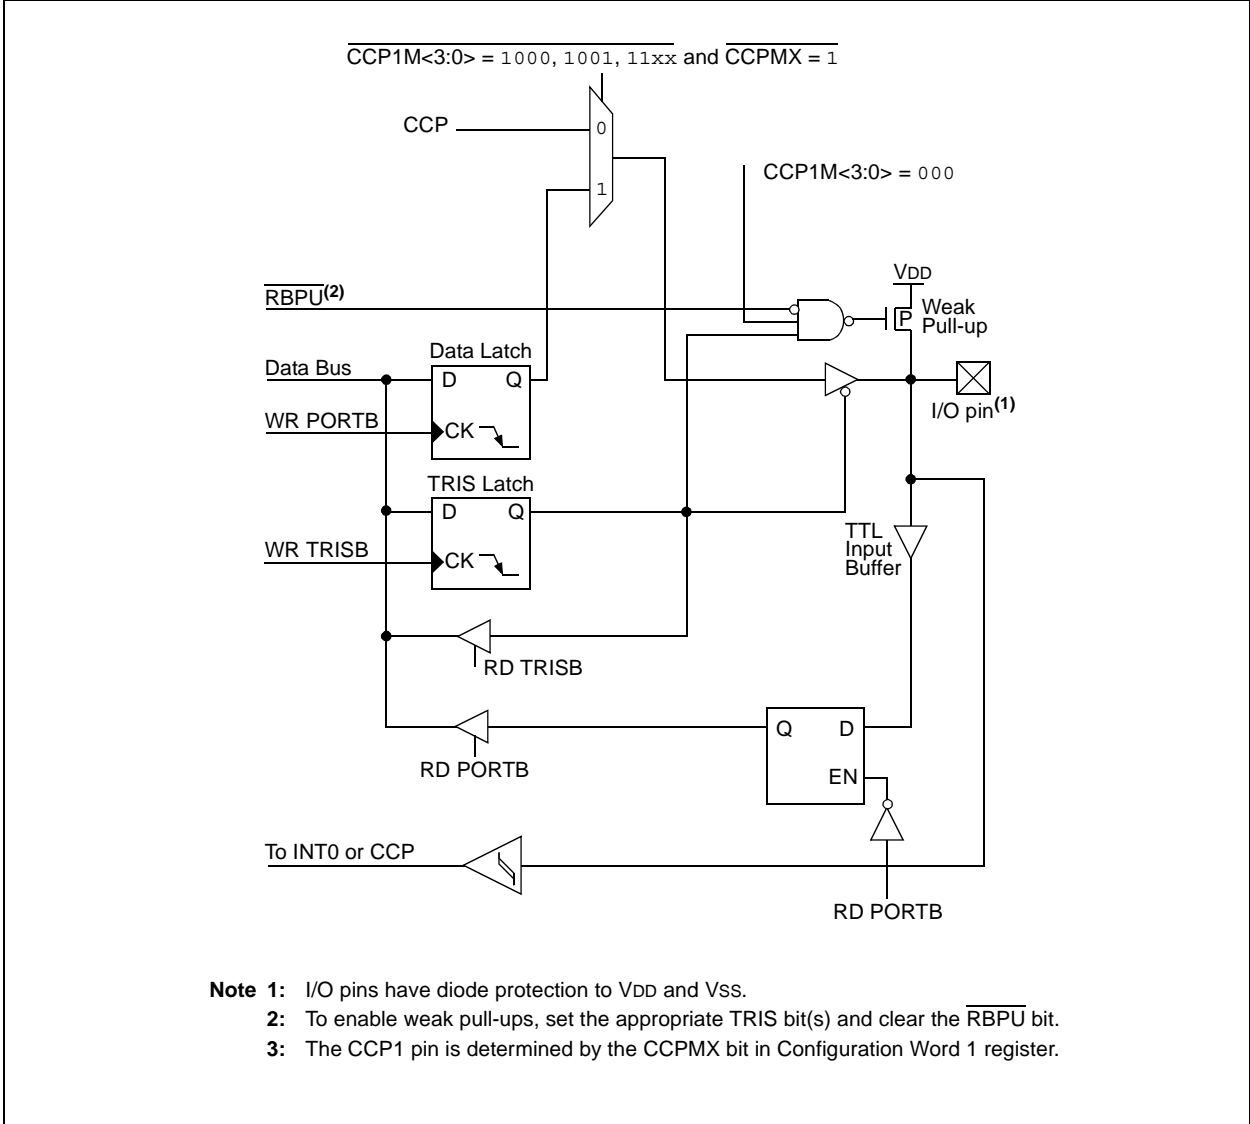 CCP1M<3:0> = 1000, 1001, 11xx and CCPMX = 1
CCP
0
1
CCP1M<3:0> = 000
VDD
RBPU(2)
Weak
Pull-up
P
Data Latch
Data Bus
D Q
I/O pin(1)
WR PORTB
CK
TRIS Latch
D Q
TTL
Input
Buffer
WR TRISB
CK
RD TRISB
Q D
RD PORTB
EN
To INT0 or CCP
RD PORTB
Note 1: I/O pins have diode protection to VDD and VSS.
2: To enable weak pull-ups, set the appropriate TRIS bit(s) and clear the RBPU bit.
3: The CCP1 pin is determined by the CCPMX bit in Configuration Word 1 register.